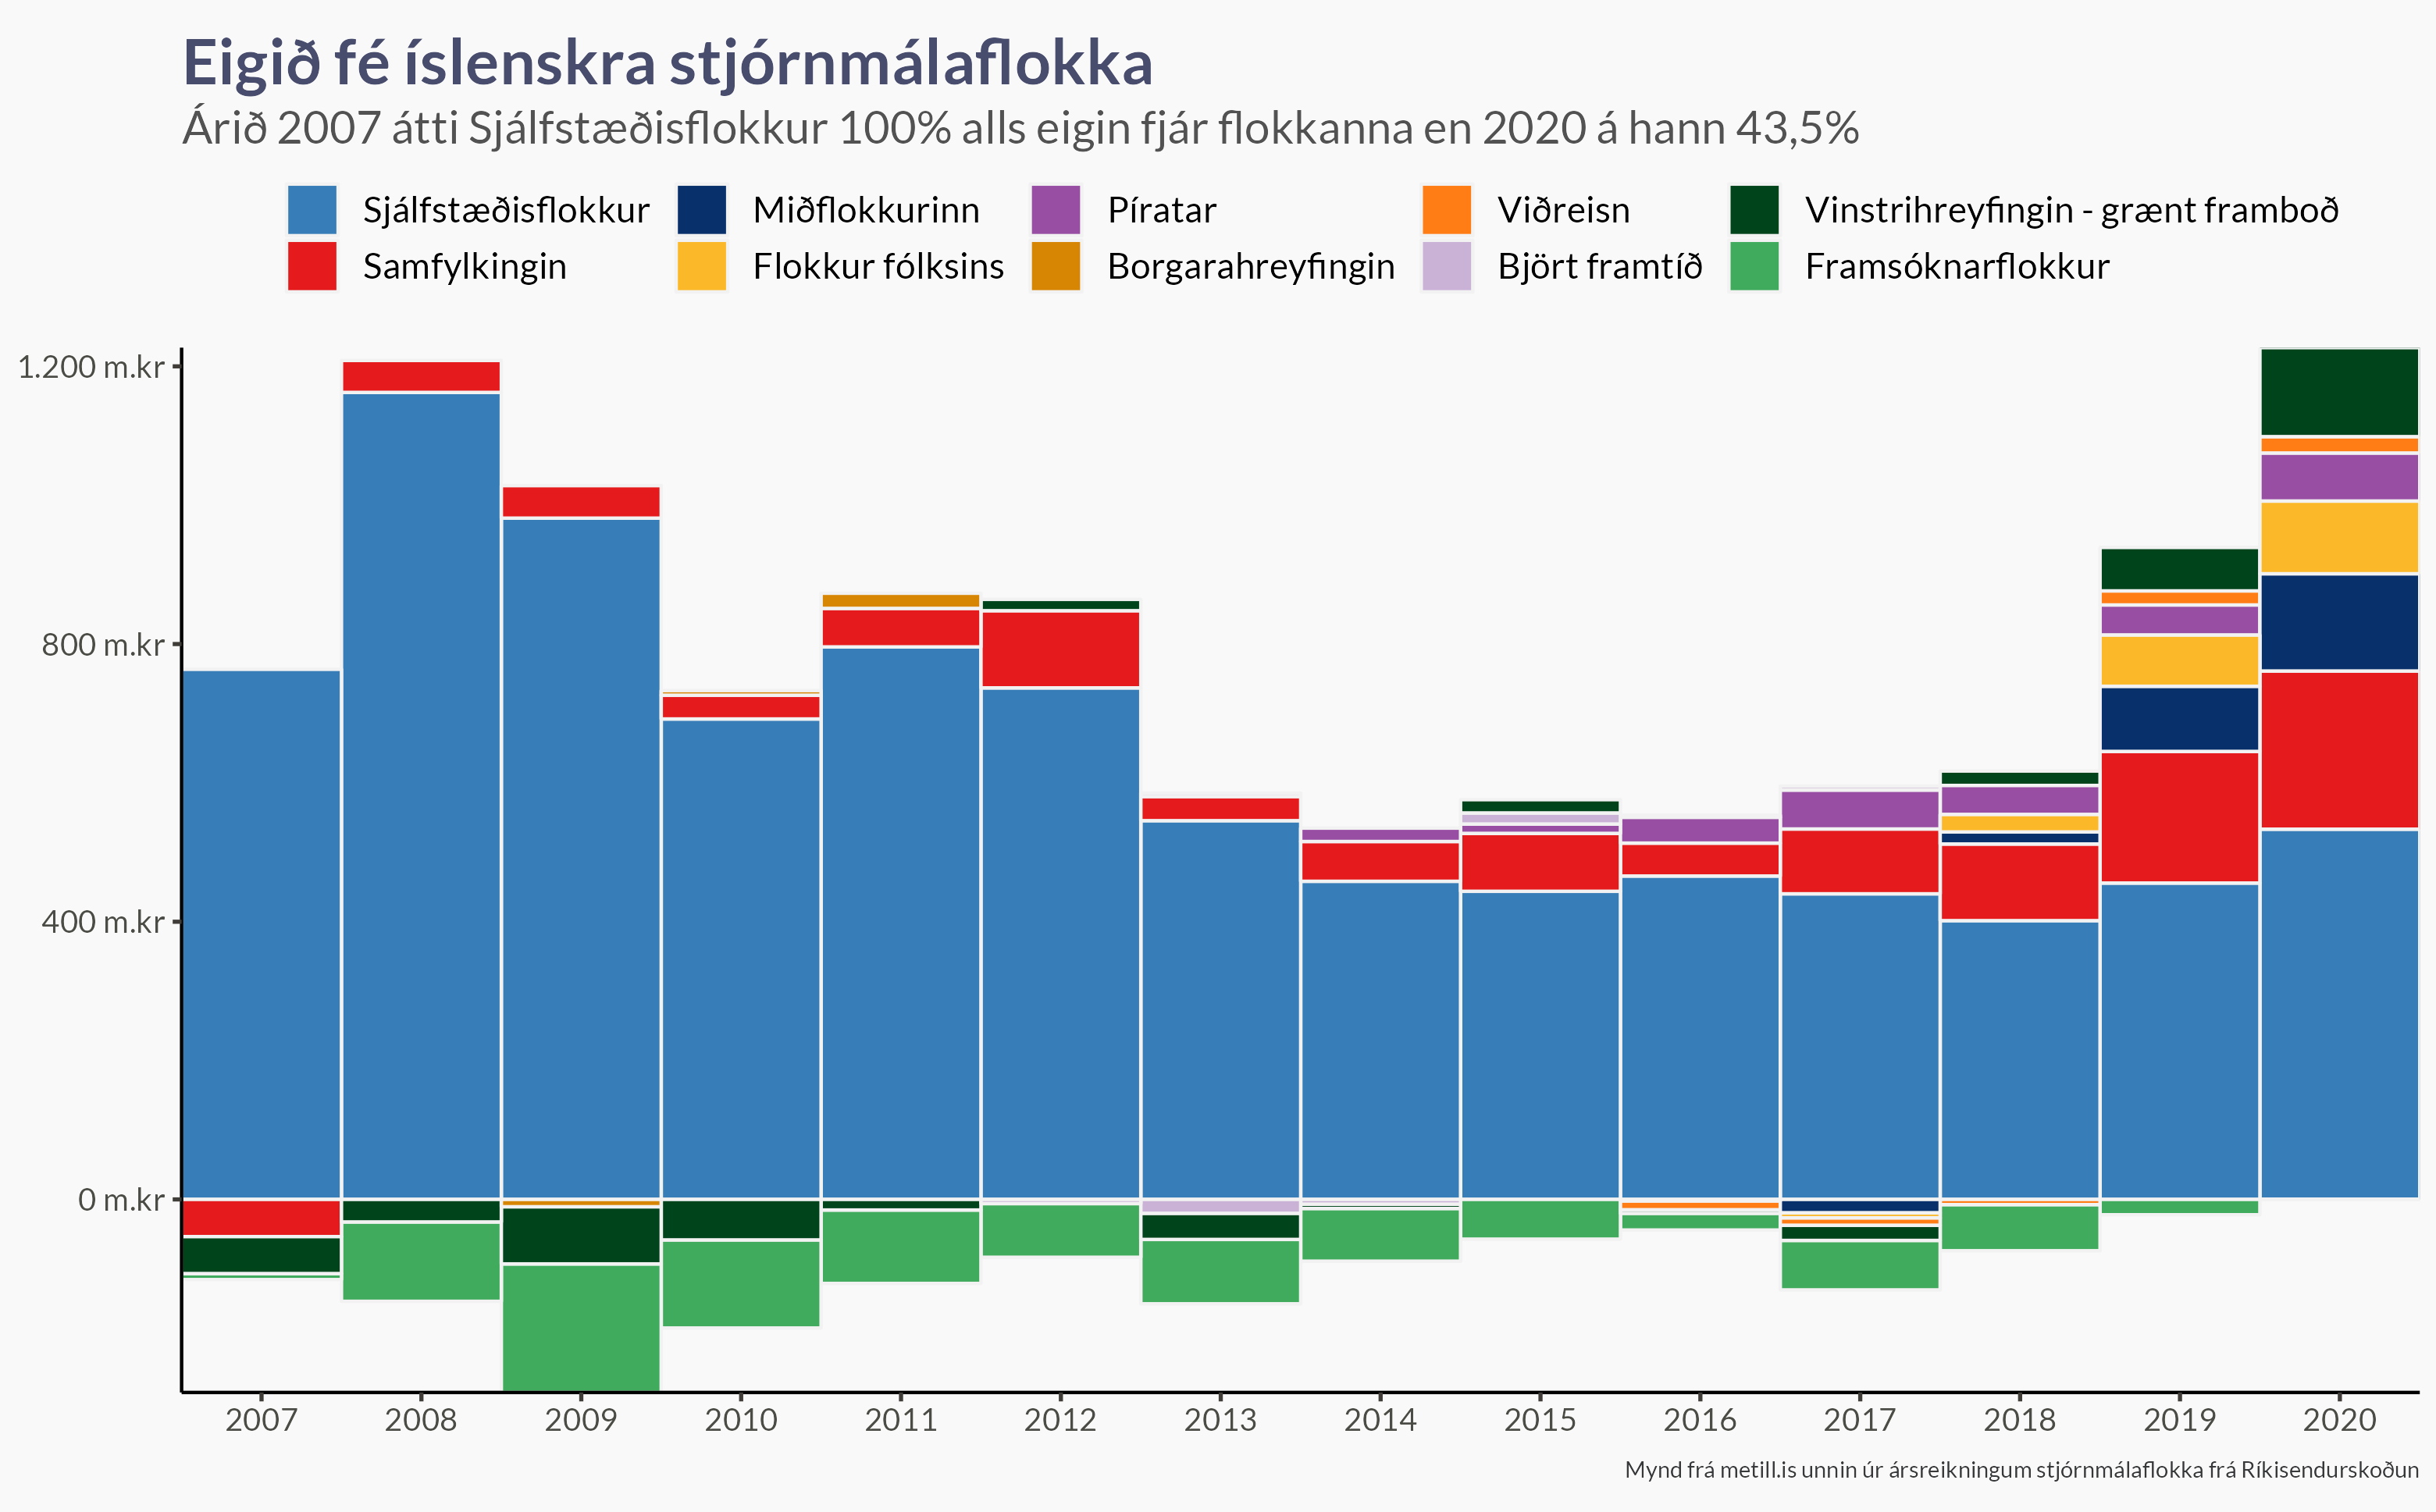 Eigið fé íslenskra stjórnmálaflokka
Árið 2007 átti Sjálfstæðisflokkur 100% alls eigin fjár flokkanna en 2020 á hann 43,5%
Sjálfstæðisflokkur Miðflokkurinn Píratar Viðreisn Vinstrihreyfingin - grænt framboð
Samfylkingin Flokkur fólksins Borgarahreyfingin Björt framtíð Framsóknarflokkur
1.200 m.kr
800 m.kr
400 m.kr
0 m.kr
2007 2008 2009 2010 2011 2012 2013 2014 2015 2016 2017 2018 2019 2020
Mynd frá metill.is unnin úr ársreikningum stjórnmálaflokka frá Ríkisendurskoðun